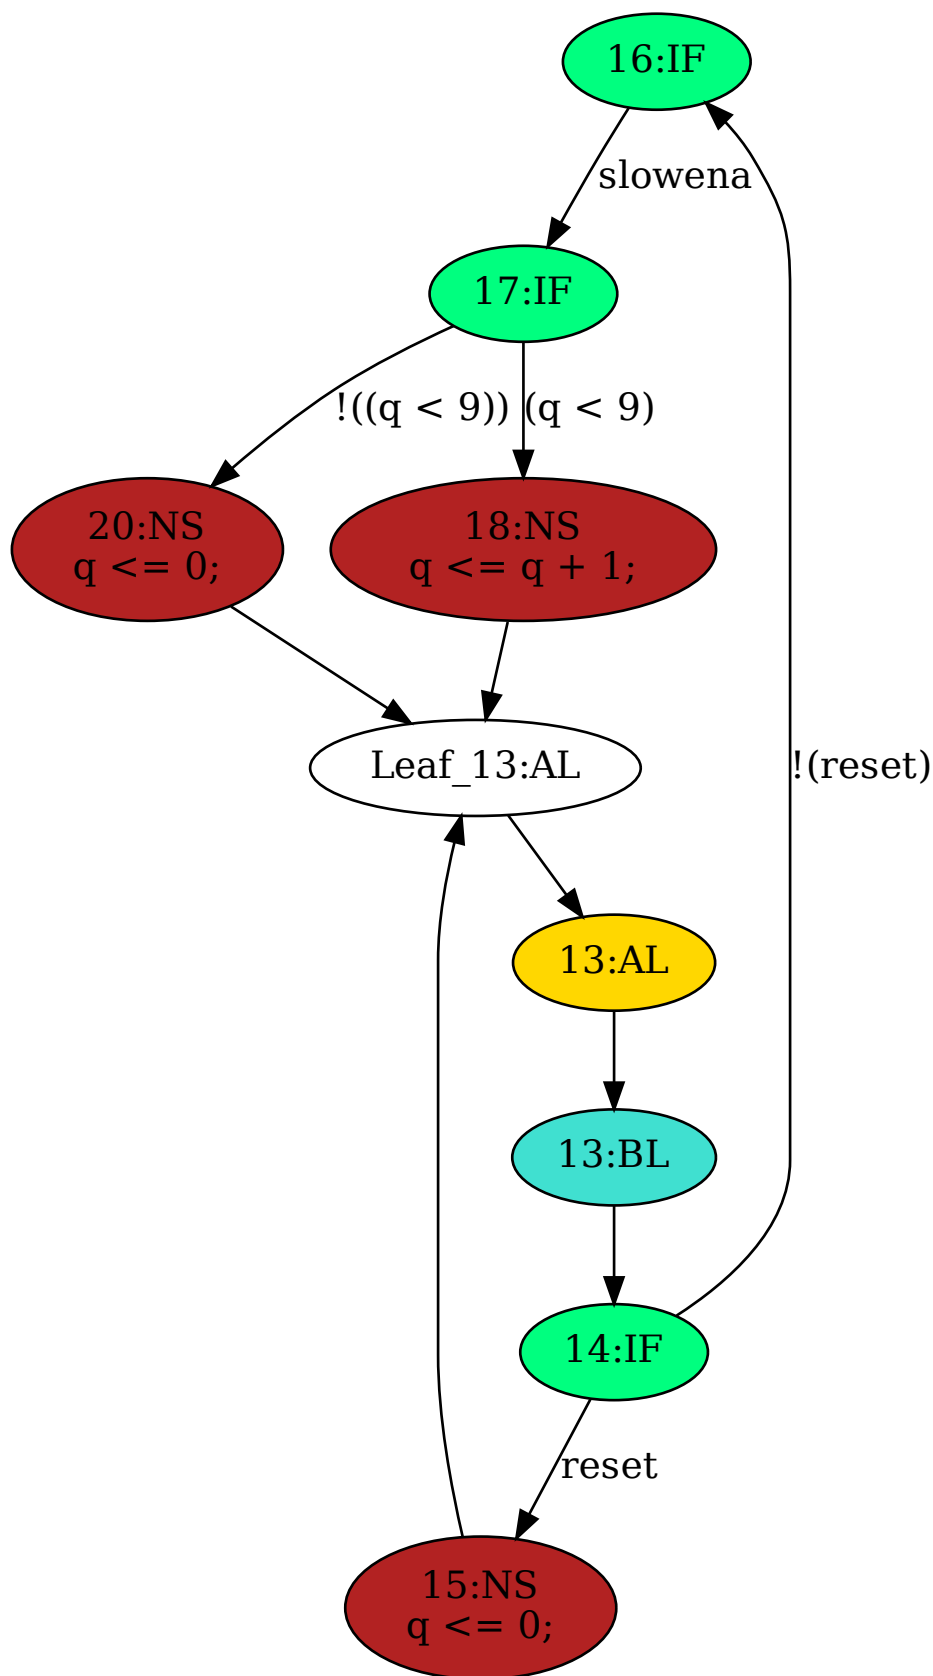 16:IF
slowena
17:IF
!((q < 9))
(q < 9)
20:NS
q <= 0;
18:NS
q <= q + 1;
Leaf_13:AL
!(reset)
13:AL
13:BL
14:IF
reset
15:NS
q <= 0;